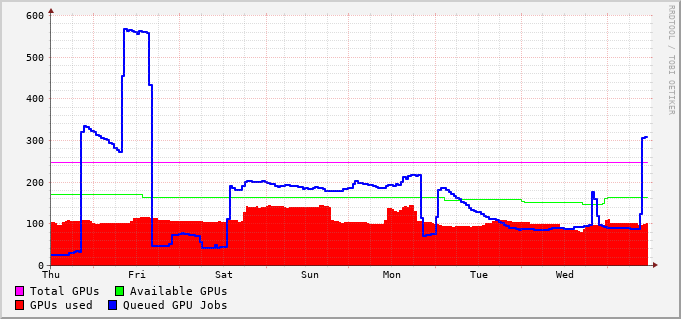 RRDTOOL / TOBI OETIKER
600
500
400
300
200
100
0
Thu Fri Sat Sun Mon Tue Wed
Total GPUs Available GPUs
GPUs used Queued GPU Jobs